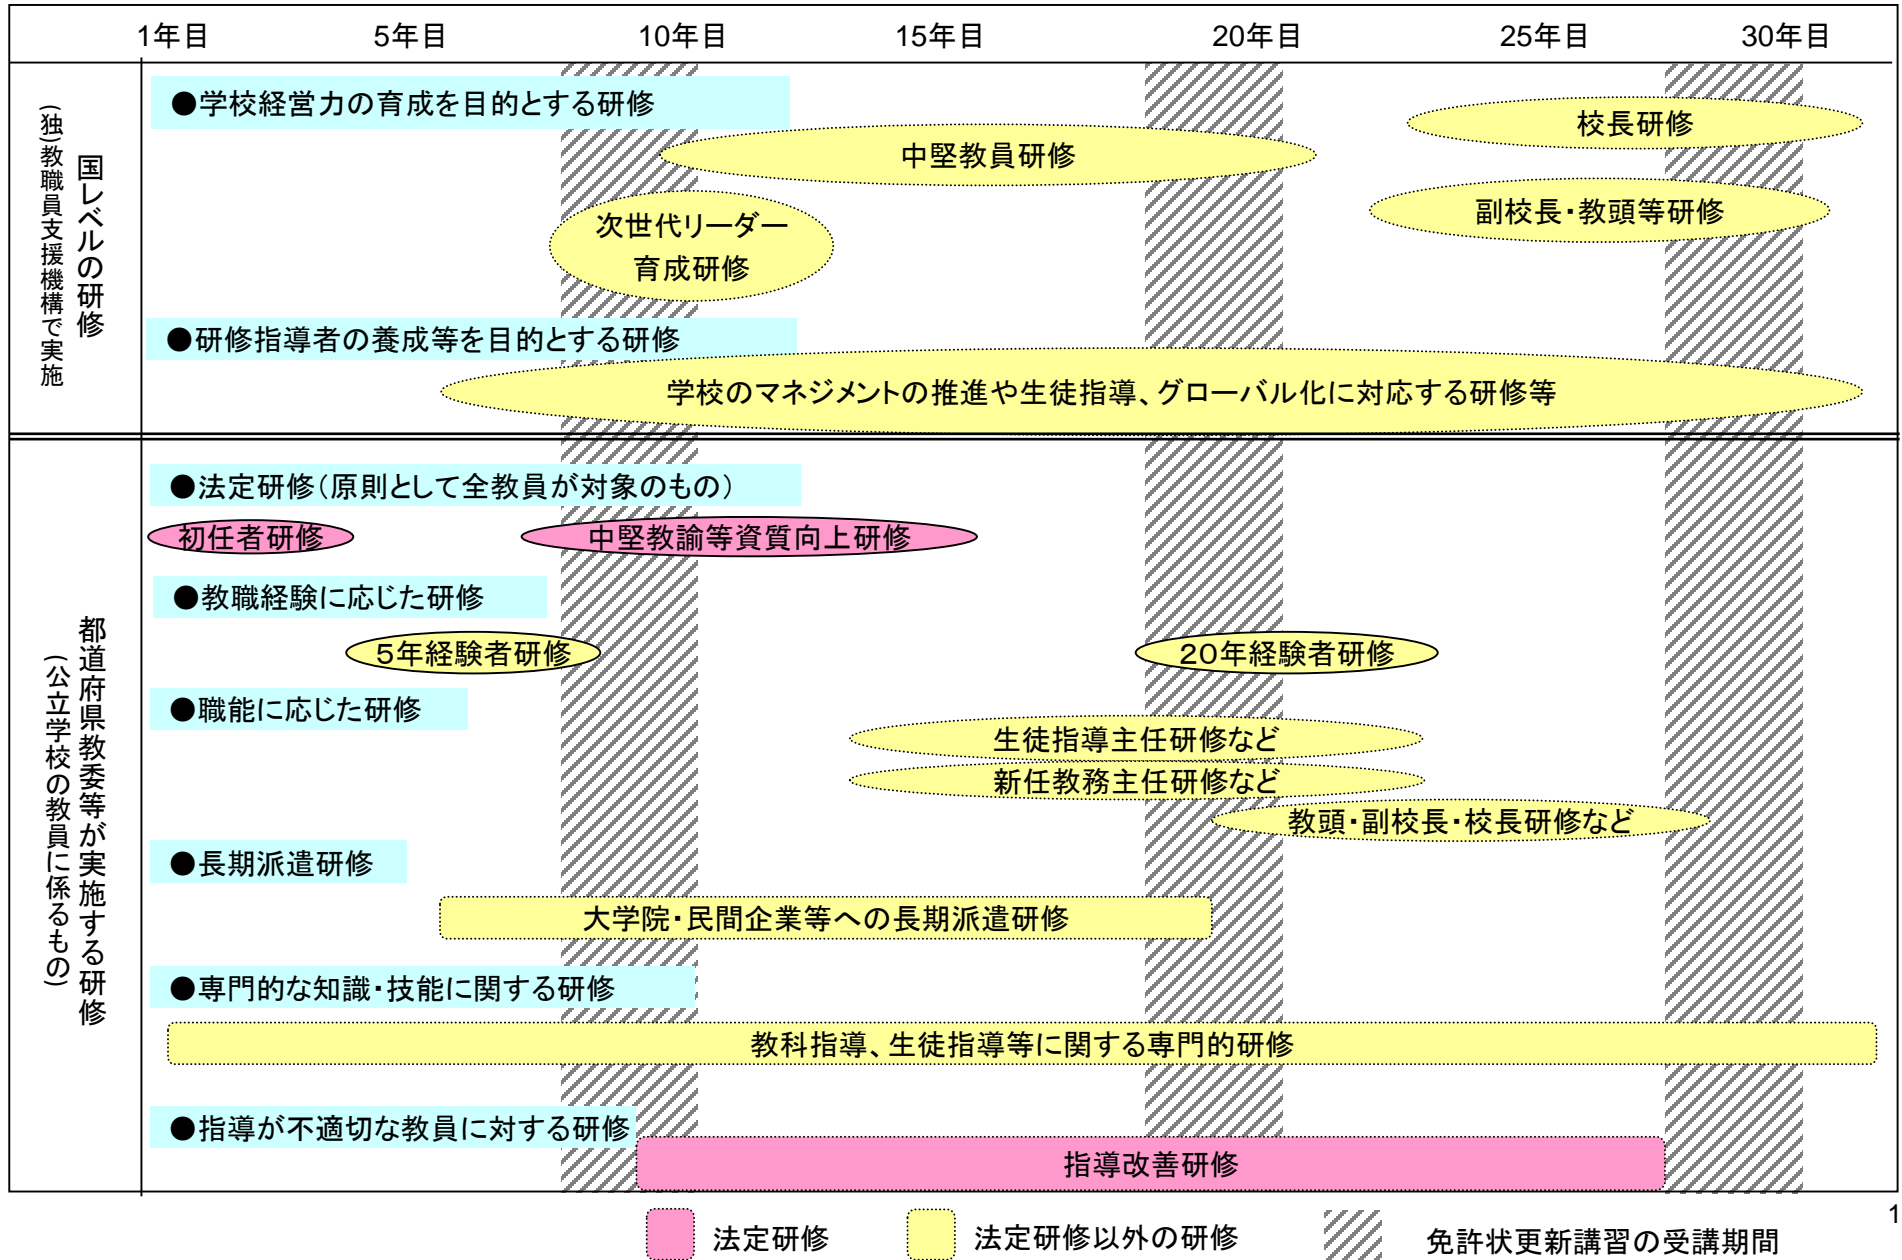 1年目 5年目 10年目 15年目 20年目 25年目 30年目
国レベルの研修
(独)教職員支援機構で実施
●学校経営力の育成を目的とする研修
校長研修
中堅教員研修
副校長・教頭等研修
次世代リーダー
育成研修
●研修指導者の養成等を目的とする研修
学校のマネジメントの推進や生徒指導、グローバル化に対応する研修等
都道府県教委等が実施する研修
(公立学校の教員に係るもの)
●法定研修(原則として全教員が対象のもの)
初任者研修 中堅教諭等資質向上研修
●教職経験に応じた研修
5年経験者研修 20年経験者研修
●職能に応じた研修
生徒指導主任研修など
新任教務主任研修など
教頭・副校長・校長研修など
●長期派遣研修
大学院・民間企業等への長期派遣研修
●専門的な知識・技能に関する研修
教科指導、生徒指導等に関する専門的研修
●指導が不適切な教員に対する研修
指導改善研修
1
法定研修 法定研修以外の研修 免許状更新講習の受講期間